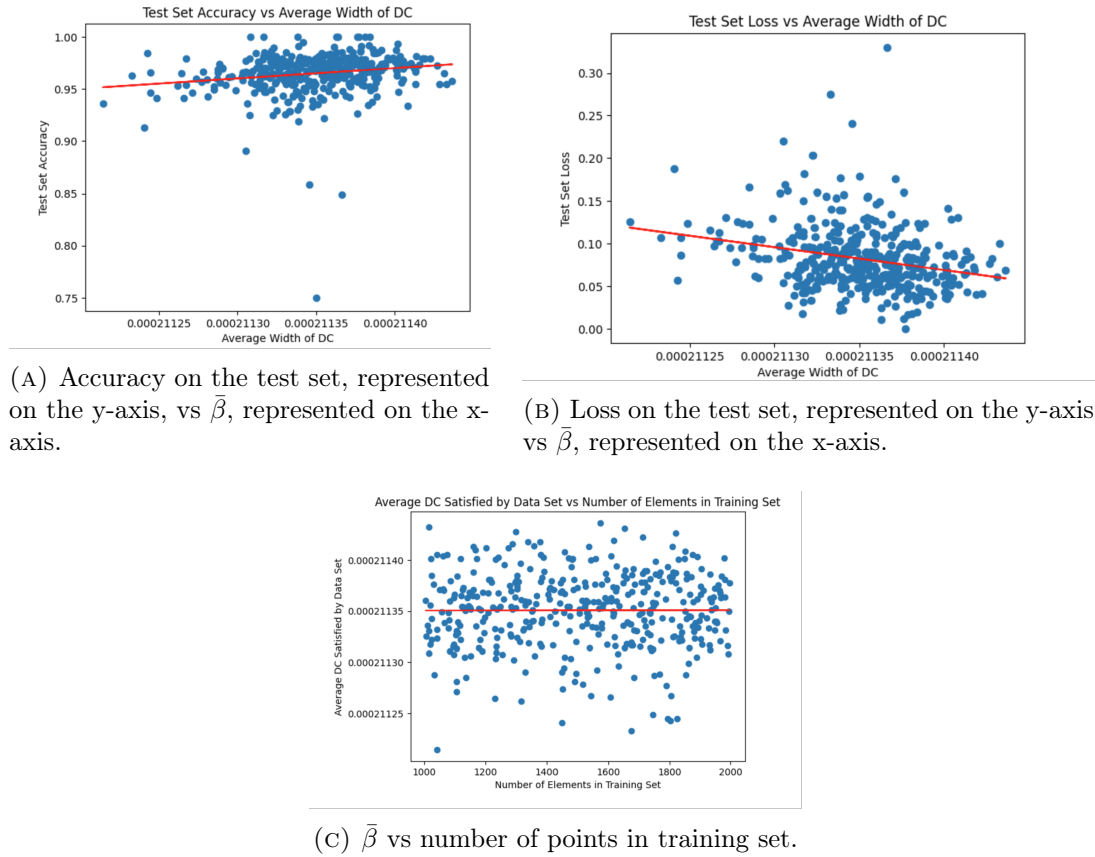 Test Set Accuracy vs Average Width of DC
1.00
0.95
0.90
0.85
0.80
0.75
Test Set Accuracy
0.00021125
0.00021130
0.00021135
0.00021140
Average Width of DC
(A) Accuracy on the test set, represented
on the y-axis, vs β̄, represented on the x-
axis.
Test Set Loss vs Average Width of DC
0.30
0.25
0.20
0.15
0.10
0.05
0.00
Test Set Loss
0.00021125
0.00021130
0.00021135
0.00021140
Average Width of DC
(B) Loss on the test set, represented on the y-axis
vs β̄, represented on the x-axis.
Average DC Satisfied by Data Set vs Number of Elements in Training Set
0.00021140
0.00021135
0.00021130
0.00021125
Average DC Satisfied by Data Set
1000
1200
1400
1600
1800
2000
Number of Elements in Training Set
(C) β̄ vs number of points in training set.